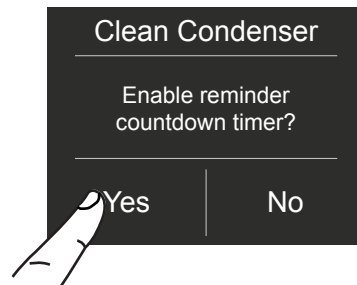 Clean Condenser
Enable reminder
countdown timer?
Yes No